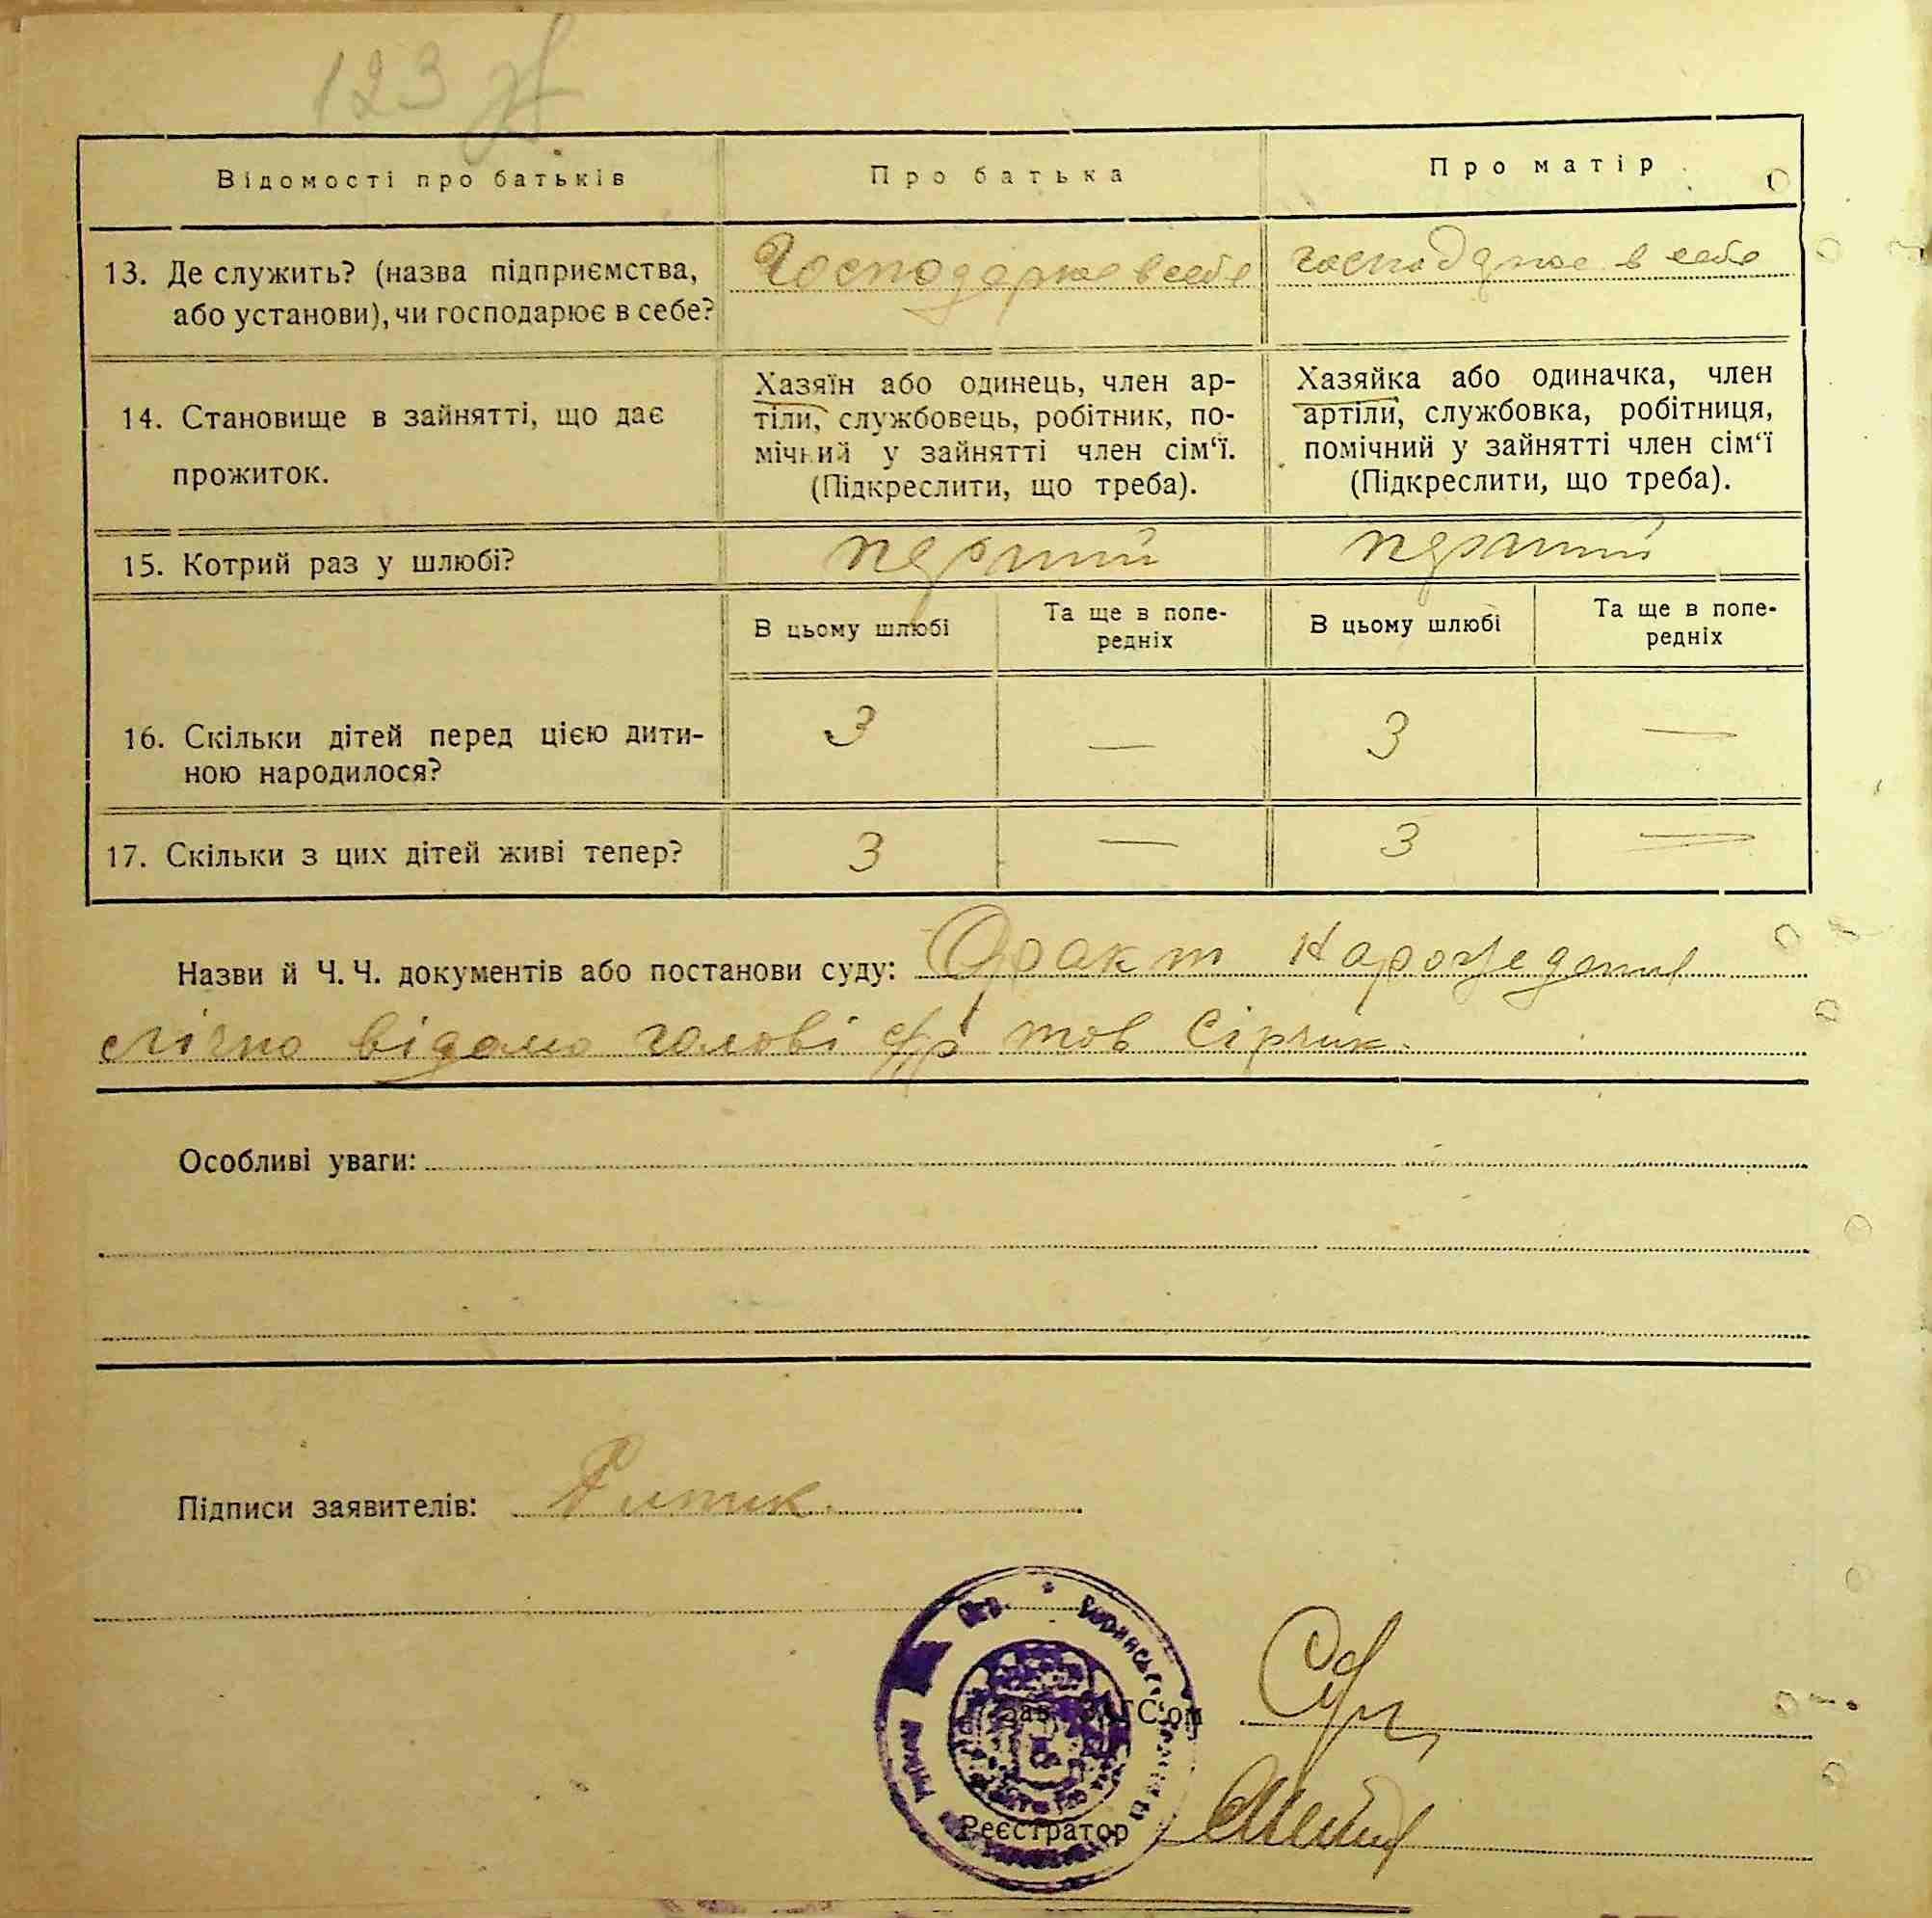 123
Відомості про батьків
Про батька
Про матір
13. Де служить? (назва підприємства,
або установи), чи господарює в себе?
Господарює в себе
господарює в себе
14. Становище в зайнятті, що дає
прожиток.
Хазяїн або одинець, член ар-
тіли, службовець, робітник, по-
мічний у зайнятті член сім‘ї.
(Підкреслити, що треба).
Хазяйка або одиначка, член
артіли, службовка, робітниця,
помічний у зайнятті член сім‘ї
(Підкреслити, що треба).
15. Котрий раз у шлюбі?
перший
перший
В цьому шлюбі
Та ще в попе-
редніх
В цьому шлюбі
Та ще в попе-
редніх
16. Скільки дітей перед цією дити-
ною народилося?
3
—
3
—
17. Скільки з цих дітей живі тепер?
3
—
3
—
Назви й Ч. Ч. документів або постанови суду: Факт народження
відомо голові с/р тов Сірчик.
Особливі уваги:
Підписи заявителів:
Зав. ЗАГС'ом
Реєстратор